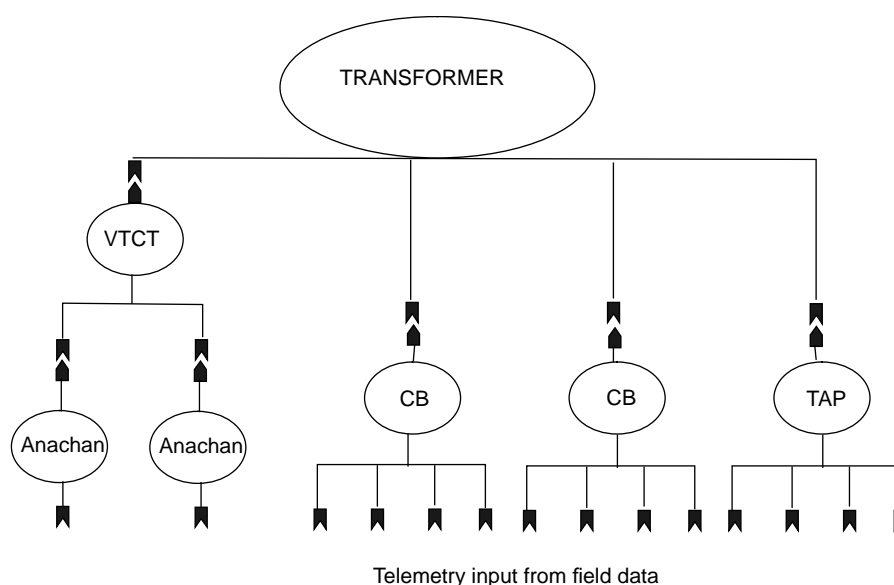 TRANSFORMER
VTCT
CB
CB
TAP
Anachan
Anachan
Telemetry input from field data